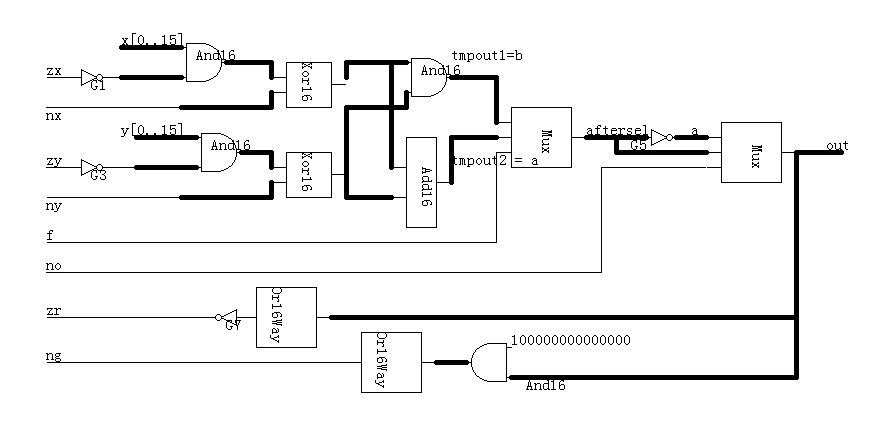 x[0..15]
And16
zx
G1
nx
Xor16
tmpout1=b
And16
y[0..15]
And16
zy
G3
ny
Xor16
Add16
tmpout2 = a
Mux
aftersel
G5
a
Mux
out
f
no
zr
G7
Or16Way
ng
Or16Way
100000000000000
And16